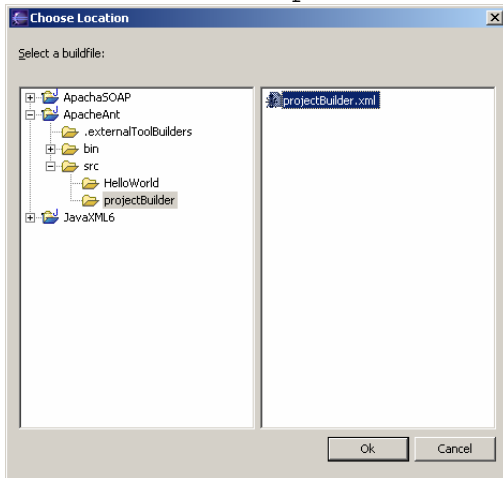 Choose Location
Select a buildfile:
ApachaSOAP
ApacheAnt
.externalToolBuilders
bin
src
HelloWorld
projectBuilder
JavaXML6
projectBuilder.xml
Ok
Cancel